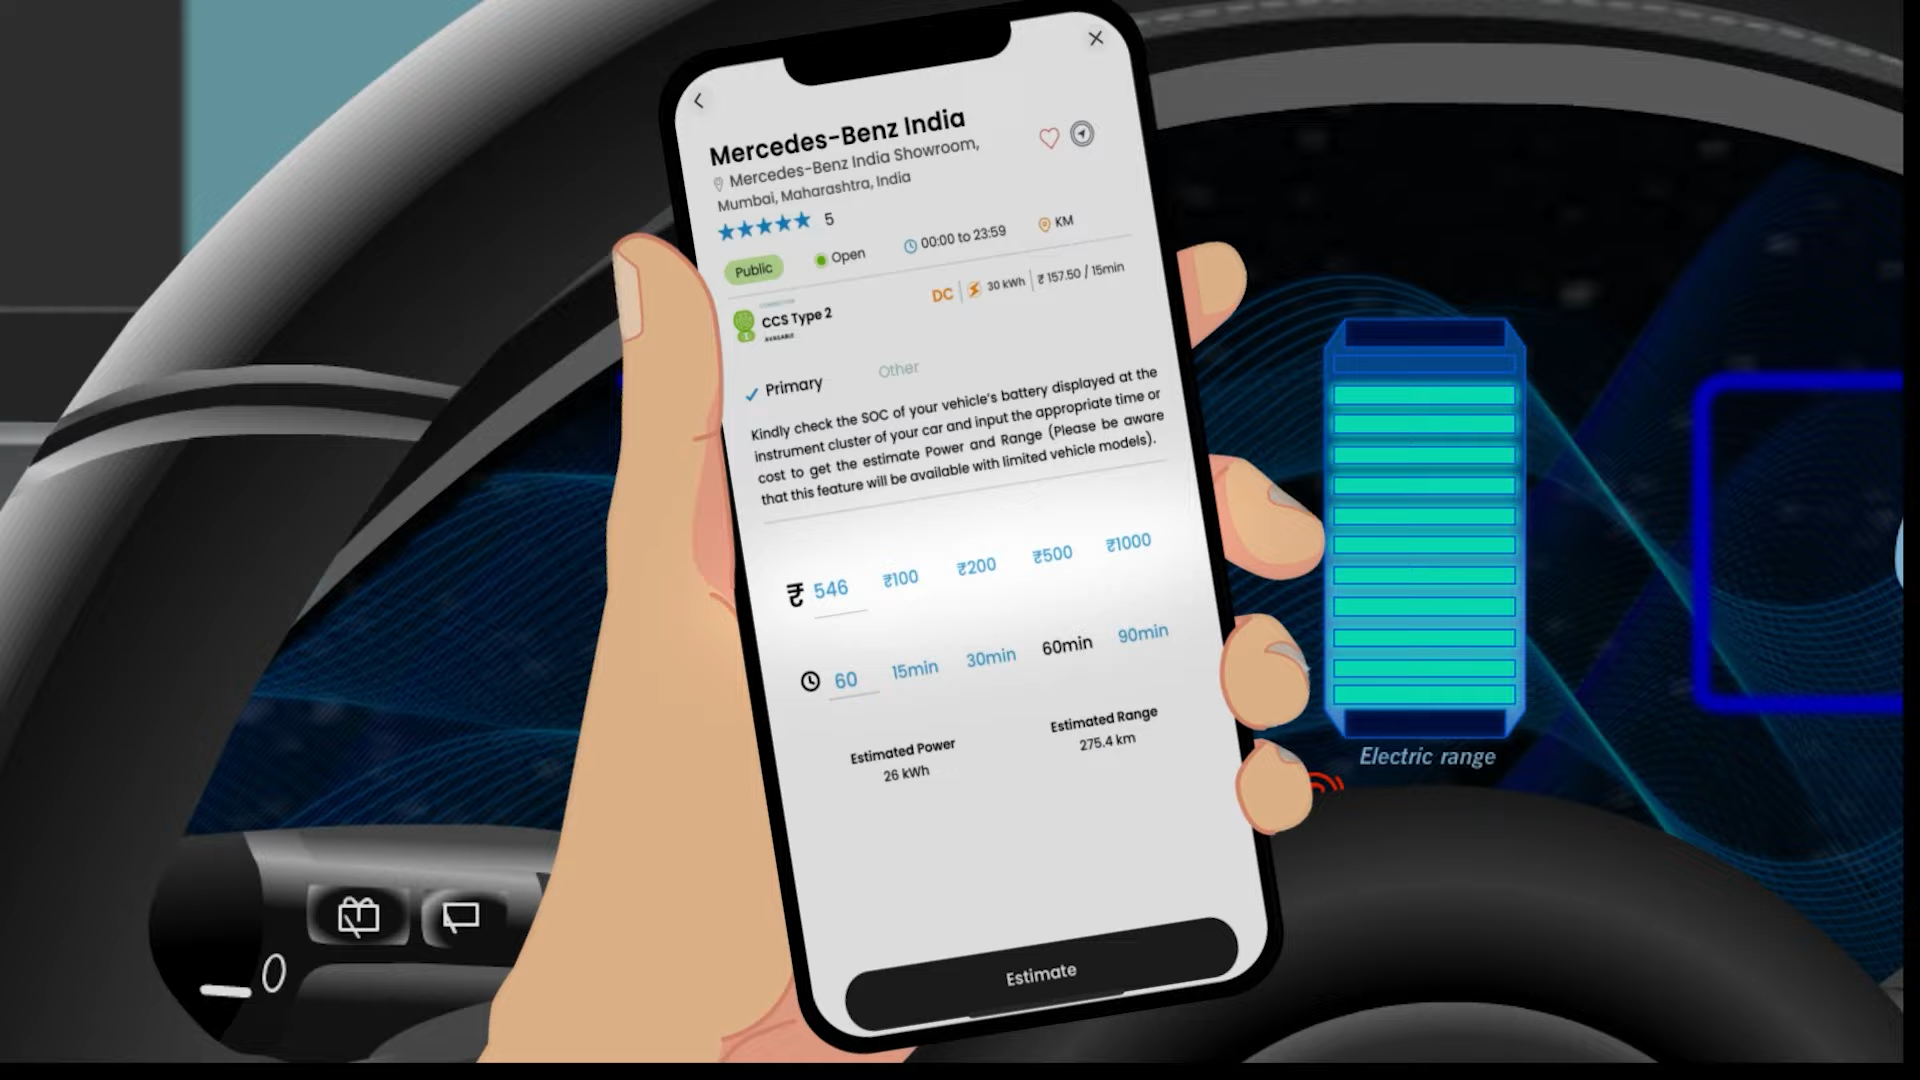 Mercedes-Benz India
Mercedes-Benz India Showroom,
Mumbai, Maharashtra, India
5
Public
Open
00:00 to 23:59
KM
CCS Type 2
AVAILABLE
DC
30 kWh
₹ 157.50 / 15min
Primary
Other
Kindly check the SOC of your vehicle's battery displayed at the
instrument cluster of your car and input the appropriate time or
cost to get the estimate Power and Range (Please be aware
that this feature will be available with limited vehicle models).
₹ 546 ₹100 ₹200 ₹500 ₹1000
60 15min 30min 60min 90min
Estimated Power
26 kWh
Estimated Range
275.4 km
Estimate
Electric range
0